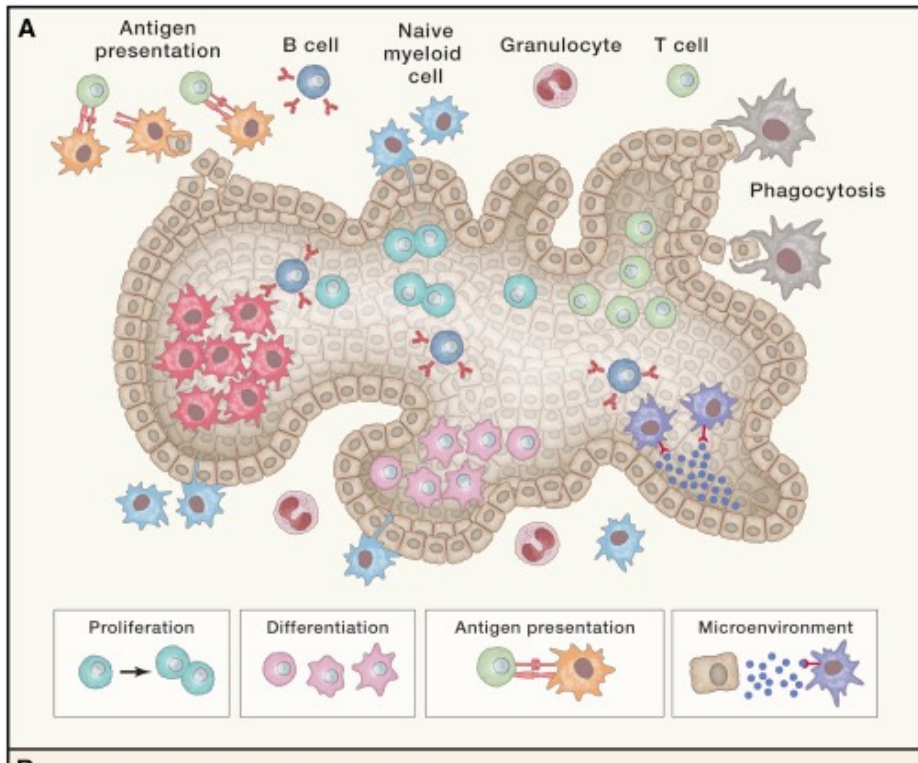 A
Antigen
presentation
B cell
Naive
myeloid
cell
Granulocyte
T cell
Phagocytosis
Proliferation
Differentiation
Antigen presentation
Microenvironment